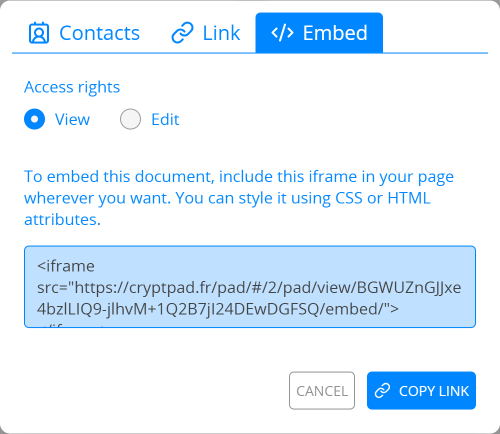 Contacts Link Embed
Access rights
View Edit
To embed this document, include this iframe in your page
wherever you want. You can style it using CSS or HTML
attributes.
<iframe
src="https://cryptpad.fr/pad/#/2/pad/view/BGWUZnGJJxe
4bzlLIQ9-jlhvM+1Q2B7jI24DEwDGFSQ/embed/">
CANCEL COPY LINK